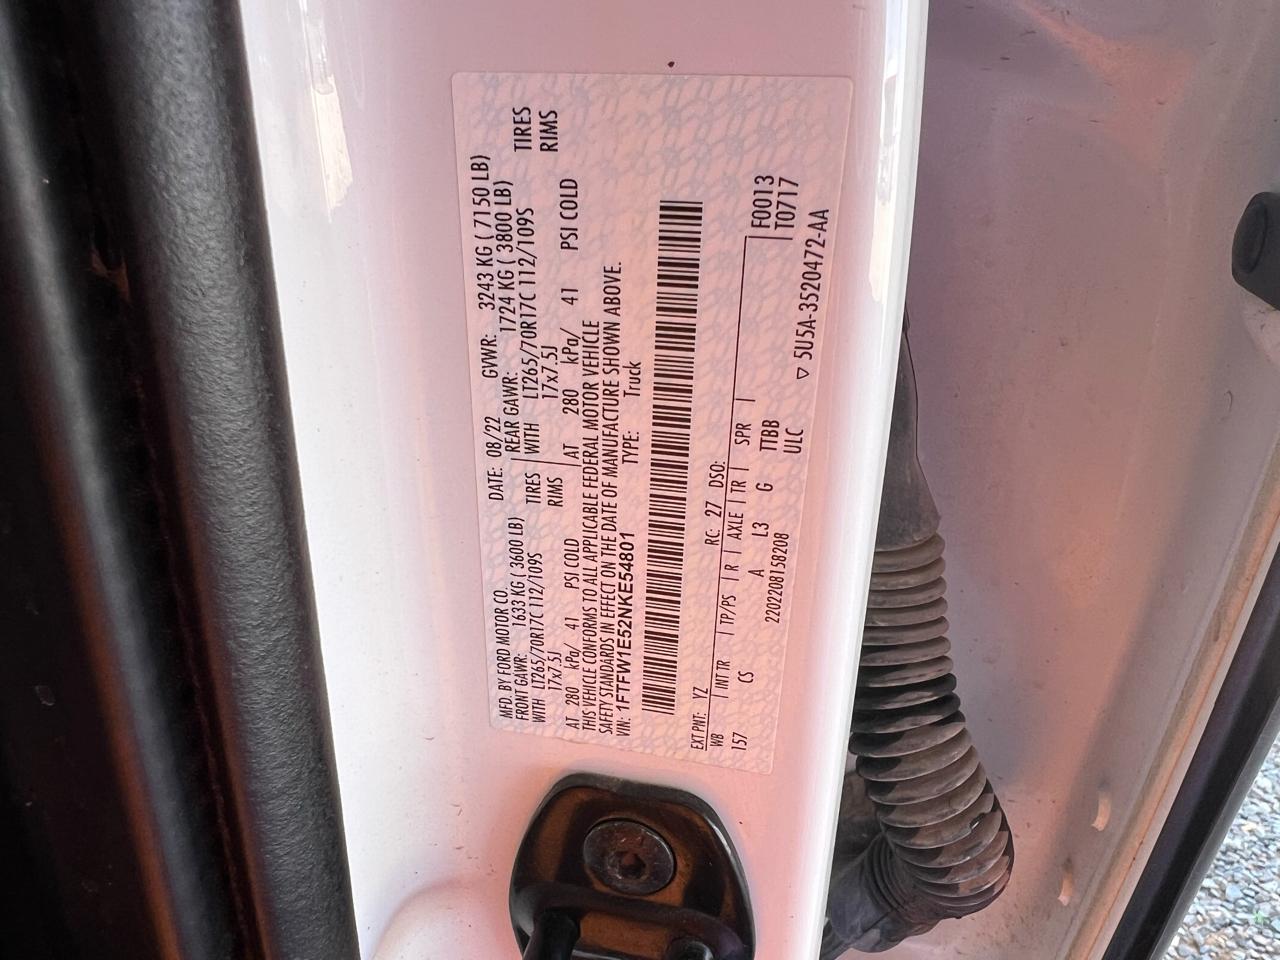 MFD. BY FORD MOTOR CO. DATE: 08/22 GVWR: 3243 KG ( 7150 LB)
FRONT GAWR: 1633 KG ( 3600 LB) REAR GAWR: 1724 KG ( 3800 LB)
WITH LT265/70R17C 112/109S TIRES WITH LT265/70R17C 112/109S TIRES
17x7.5J RIMS 17x7.5J RIMS
AT 280 kPa/ 41 PSI COLD AT 280 kPa/ 41 PSI COLD
THIS VEHICLE CONFORMS TO ALL APPLICABLE FEDERAL MOTOR VEHICLE
SAFETY STANDARDS IN EFFECT ON THE DATE OF MANUFACTURE SHOWN ABOVE.
VIN: 1FTFW1E52NKE54801 TYPE: Truck
EXT PNT: YZ RC: 27 DSO: F0013
WB INT TR TP/PS R AXLE TR SPR T0717
157 CS A L3 G TTBB
2202208158208 ULC
▽ 5U5A-3520472-AA